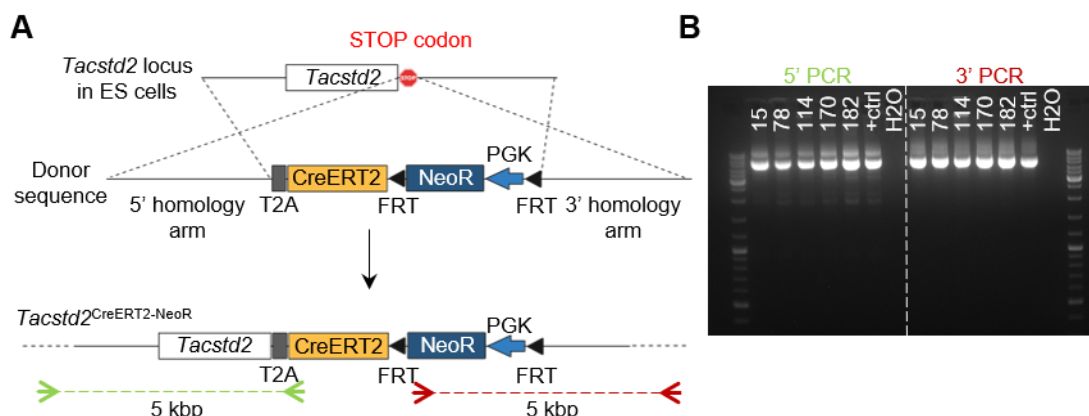 A
STOP codon
Tacstd2 locus
in ES cells
Tacstd2
STOP
Donor
sequence
PGK
CreERT2
NeoR
5' homology
arm
T2A
FRT
FRT
3' homology
arm
Tacstd2CreERT2-NeoR
PGK
Tacstd2
CreERT2
NeoR
T2A
FRT
FRT
5 kbp
5 kbp
B
5' PCR
3' PCR
15 78 114 170 182 +ctrl H2O 15 78 114 170 182 +ctrl H2O